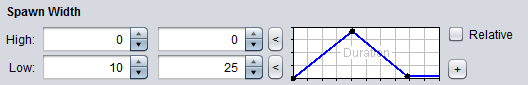 Spawn Width
High: 0 0 < Duration Relative
Low: 10 25 < +